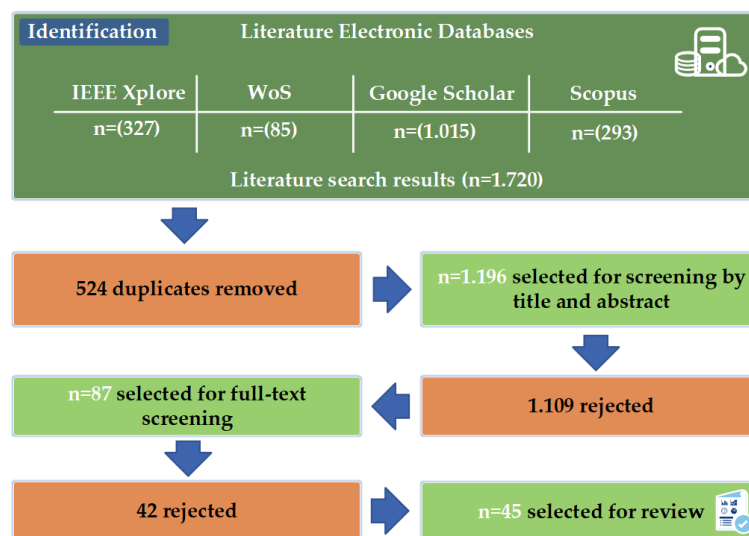 Identification
Literature Electronic Databases
IEEE Xplore
WoS
Google Scholar
Scopus
n=(327)
n=(85)
n=(1.015)
n=(293)
Literature search results (n=1.720)
524 duplicates removed
n=1.196 selected for screening by
title and abstract
n=87 selected for full-text
screening
1.109 rejected
42 rejected
n=45 selected for review